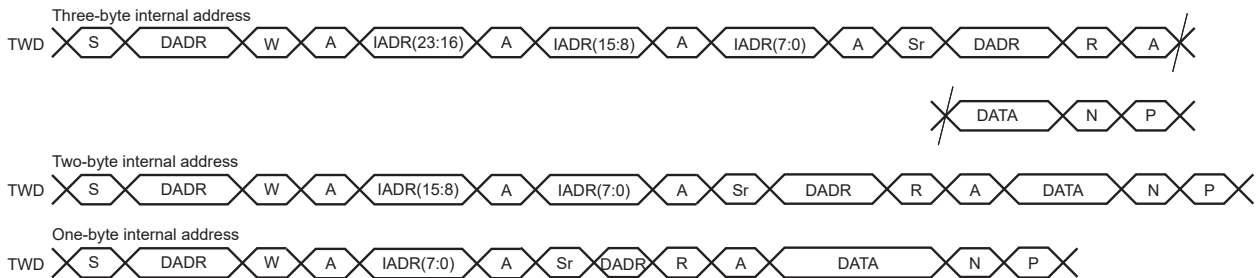 Three-byte internal address
TWD S DADR W A IADR(23:16) A IADR(15:8) A IADR(7:0) A Sr DADR R A
DATA N P
Two-byte internal address
TWD S DADR W A IADR(15:8) A IADR(7:0) A Sr DADR R A DATA N P
One-byte internal address
TWD S DADR W A IADR(7:0) A Sr DADR R A DATA N P